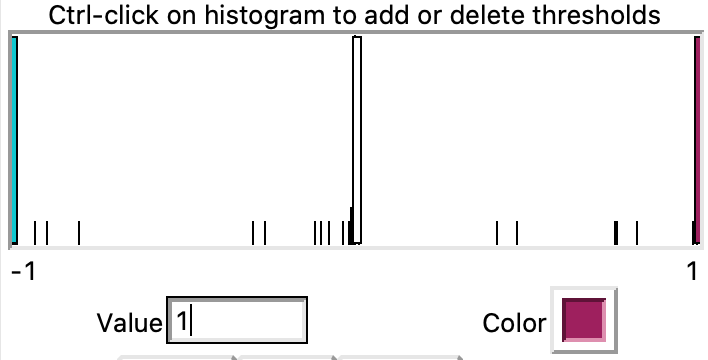 Ctrl-click on histogram to add or delete thresholds
-1 1
Value 1 Color